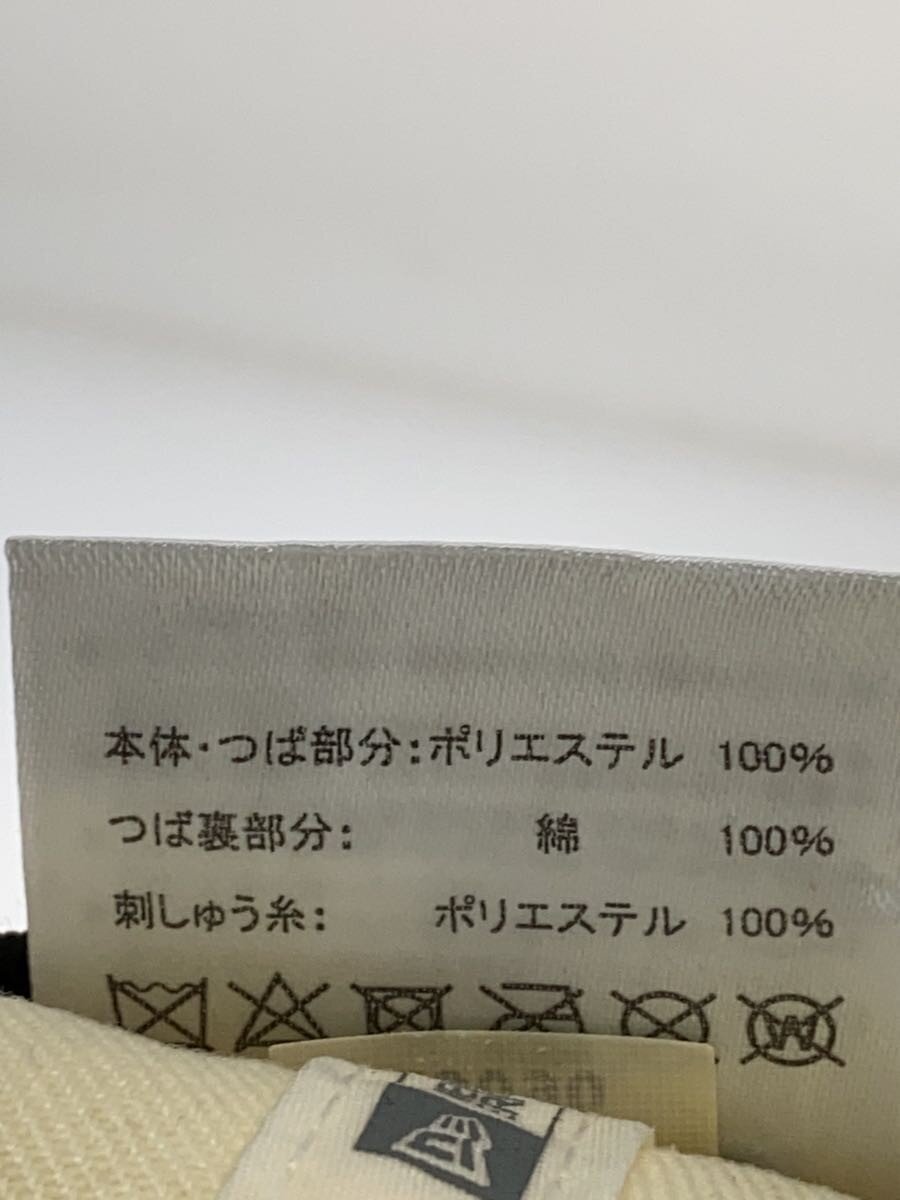 本体・つば部分:ポリエステル 100%
つば裏部分: 綿 100%
刺しゅう糸: ポリエステル 100%
W